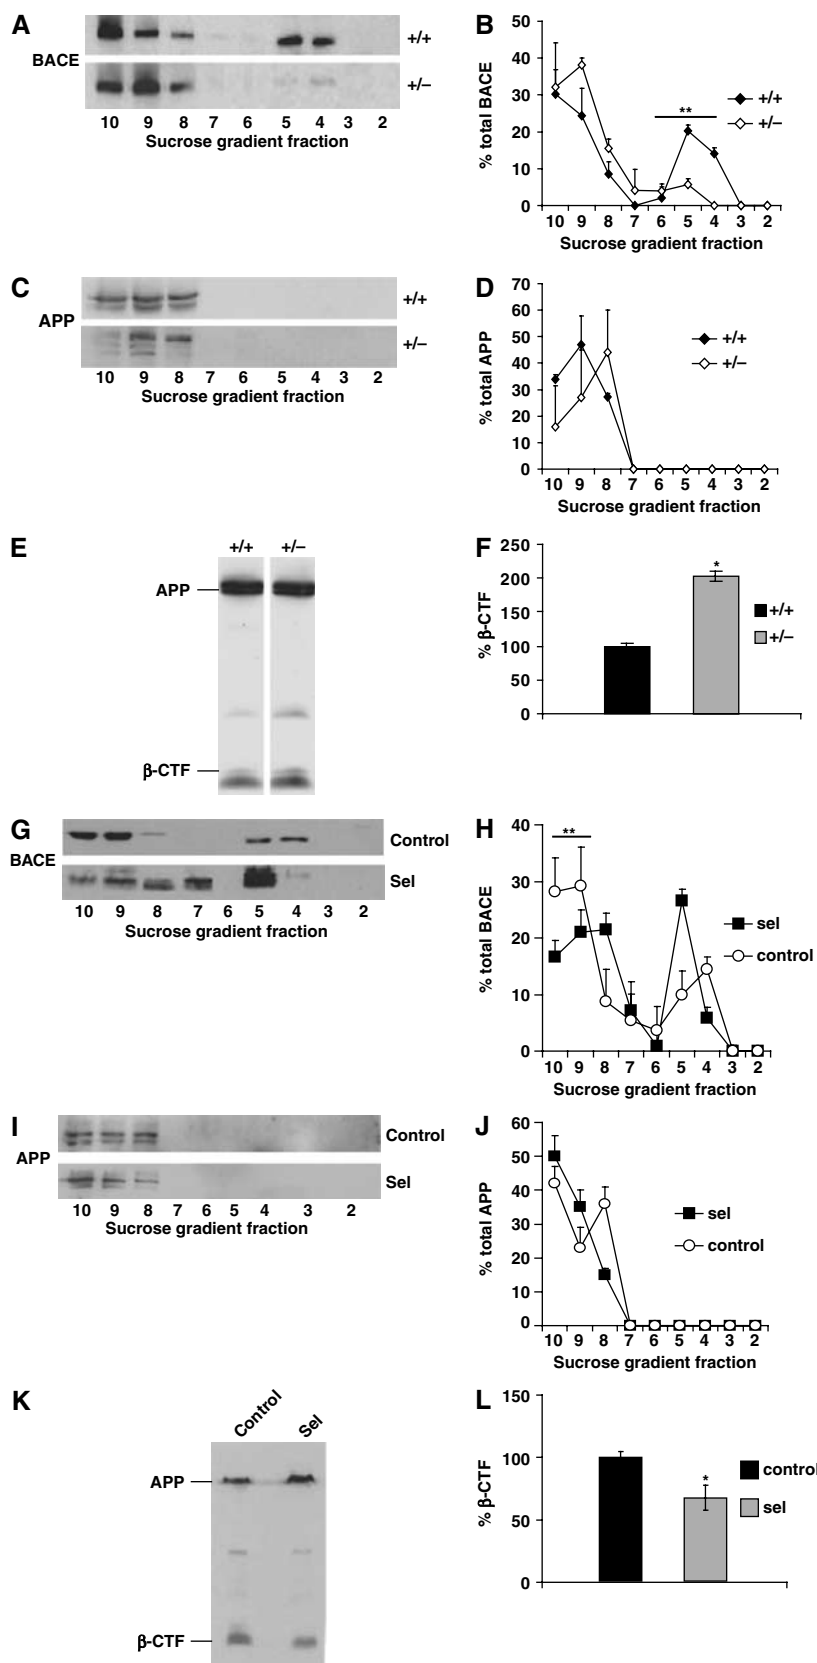 A
BACE
+/+
+/–
10 9 8 7 6 5 4 3 2
Sucrose gradient fraction
B
% total BACE
50
40
30
20
10
0
**
+/+
+/–
10 9 8 7 6 5 4 3 2
Sucrose gradient fraction
C
APP
+/+
+/–
10 9 8 7 6 5 4 3 2
Sucrose gradient fraction
D
% total APP
70
60
50
40
30
20
10
0
+/+
+/–
10 9 8 7 6 5 4 3 2
Sucrose gradient fraction
E
+/+ +/–
APP
β-CTF
F
% β-CTF
250
200
150
100
50
0
*
+/+
+/–
G
BACE
Control
Sel
10 9 8 7 6 5 4 3 2
Sucrose gradient fraction
H
% total BACE
40
30
20
10
0
**
sel
control
10 9 8 7 6 5 4 3 2
Sucrose gradient fraction
I
APP
Control
Sel
10 9 8 7 6 5 4 3 2
Sucrose gradient fraction
J
% total APP
60
50
40
30
20
10
0
sel
control
10 9 8 7 6 5 4 3 2
Sucrose gradient fraction
K
Control Sel
APP
β-CTF
L
% β-CTF
150
100
50
0
*
control
sel